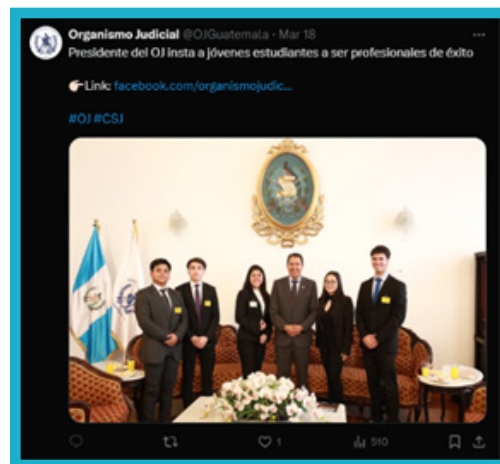 Organismo Judicial @OJGuatemala · Mar 18
Presidente del OJ insta a jóvenes estudiantes a ser profesionales de éxito
👉🏻Link: facebook.com/organismojudic...
#OJ #CSJ
1
510